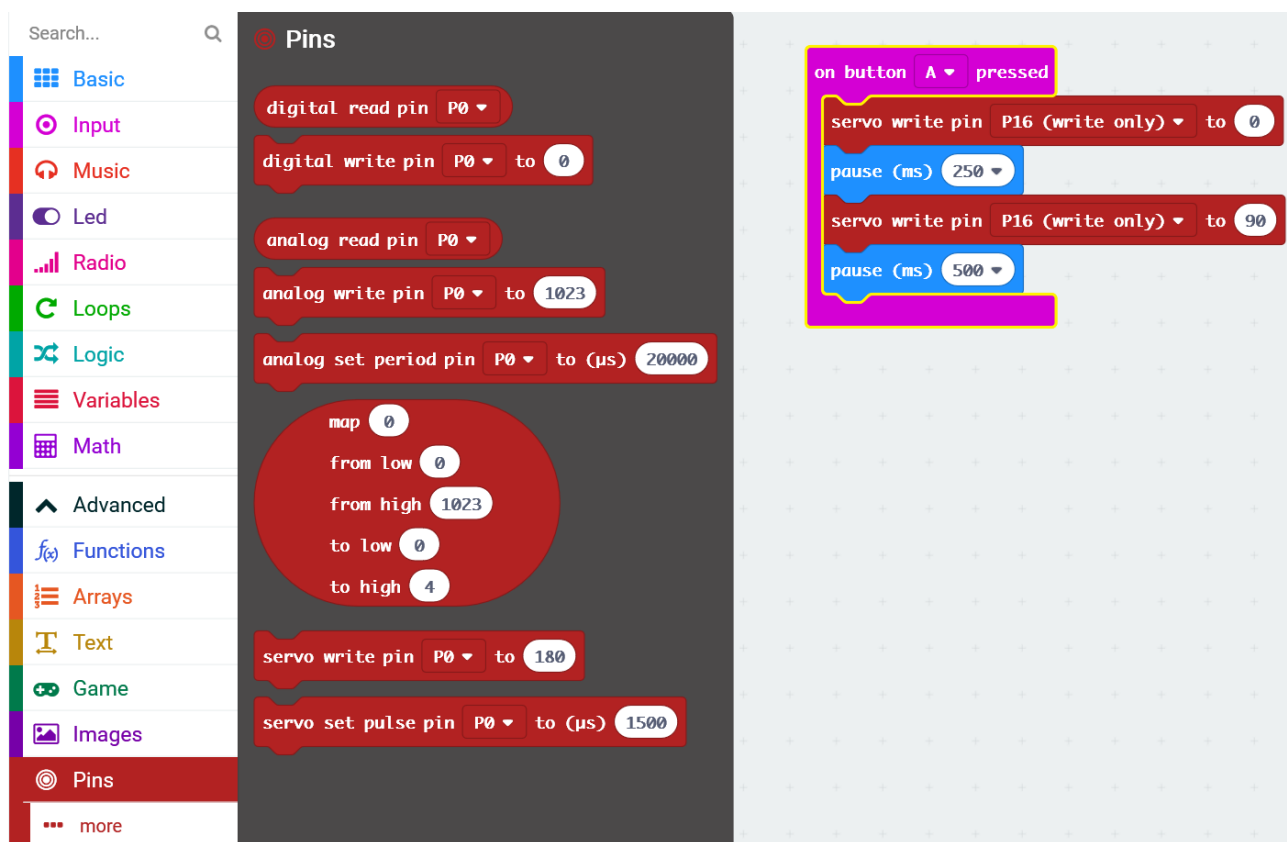 Search...
Basic
Input
Music
Led
Radio
Loops
Logic
Variables
Math
Advanced
f(x) Functions
Arrays
Text
Game
Images
Pins
more
Pins
digital read pin P0
digital write pin P0 to 0
analog read pin P0
analog write pin P0 to 1023
analog set period pin P0 to (µs) 20000
map 0
from low 0
from high 1023
to low 0
to high 4
servo write pin P0 to 180
servo set pulse pin P0 to (µs) 1500
on button A pressed
servo write pin P16 (write only) to 0
pause (ms) 250
servo write pin P16 (write only) to 90
pause (ms) 500